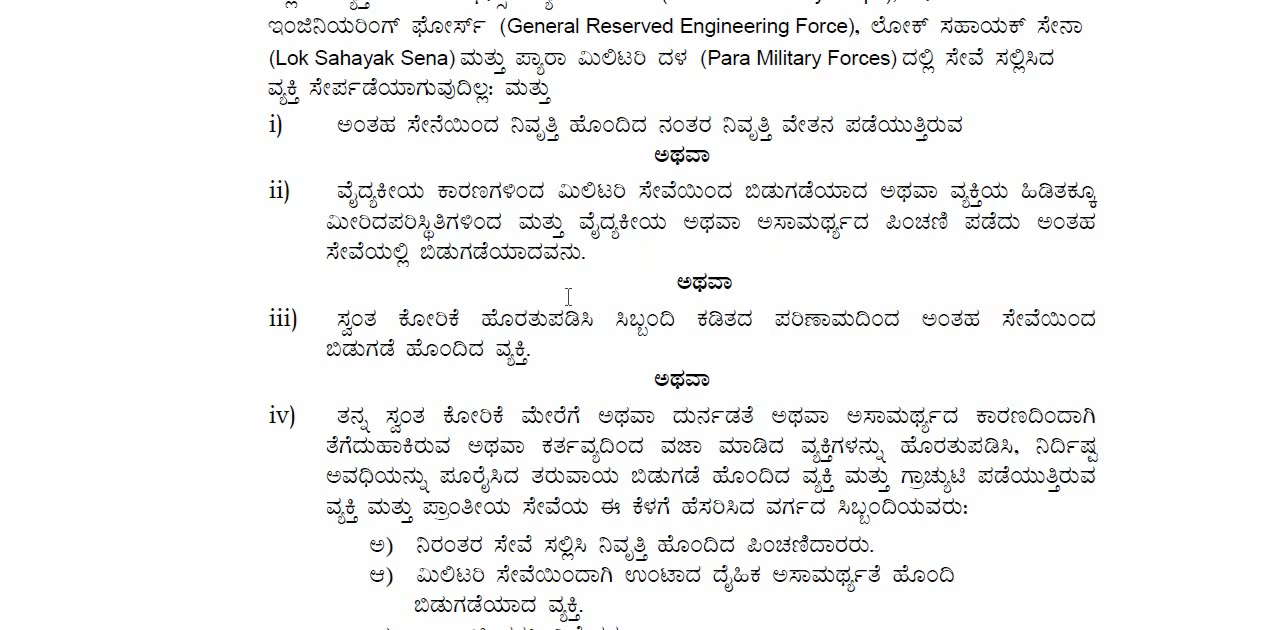 ಇಂಜಿನಿಯರಿಂಗ್ ಫೋರ್ಸ್ (General Reserved Engineering Force), ಲೋಕ್ ಸಹಾಯಕ್ ಸೇನಾ
(Lok Sahayak Sena) ಮತ್ತು ಪ್ಯಾರಾ ಮಿಲಿಟರಿ ದಳ (Para Military Forces) ದಲ್ಲಿ ಸೇವೆ ಸಲ್ಲಿಸಿದ
ವ್ಯಕ್ತಿ ಸೇರ್ಪಡೆಯಾಗುವುದಿಲ್ಲ: ಮತ್ತು
i) ಅಂತಹ ಸೇನೆಯಿಂದ ನಿವೃತ್ತಿ ಹೊಂದಿದ ನಂತರ ನಿವೃತ್ತಿ ವೇತನ ಪಡೆಯುತ್ತಿರುವ
ಅಥವಾ
ii) ವೈದ್ಯಕೀಯ ಕಾರಣಗಳಿಂದ ಮಿಲಿಟರಿ ಸೇವೆಯಿಂದ ಬಿಡುಗಡೆಯಾದ ಅಥವಾ ವ್ಯಕ್ತಿಯ ಹಿಡಿತಕ್ಕೂ
ಮೀರಿದಪರಿಸ್ಥಿತಿಗಳಿಂದ ಮತ್ತು ವೈದ್ಯಕೀಯ ಅಥವಾ ಅಸಾಮರ್ಥ್ಯದ ಪಿಂಚಣಿ ಪಡೆದು ಅಂತಹ
ಸೇವೆಯಲ್ಲಿ ಬಿಡುಗಡೆಯಾದವನು.
ಅಥವಾ
iii) ಸ್ವಂತ ಕೋರಿಕೆ ಹೊರತುಪಡಿಸಿ ಸಿಬ್ಬಂದಿ ಕಡಿತದ ಪರಿಣಾಮದಿಂದ ಅಂತಹ ಸೇವೆಯಿಂದ
ಬಿಡುಗಡೆ ಹೊಂದಿದ ವ್ಯಕ್ತಿ.
ಅಥವಾ
iv) ತನ್ನ ಸ್ವಂತ ಕೋರಿಕೆ ಮೇರೆಗೆ ಅಥವಾ ದುರ್ನಡತೆ ಅಥವಾ ಅಸಾಮರ್ಥ್ಯದ ಕಾರಣದಿಂದಾಗಿ
ತೆಗೆದುಹಾಕಿರುವ ಅಥವಾ ಕರ್ತವ್ಯದಿಂದ ವಜಾ ಮಾಡಿದ ವ್ಯಕ್ತಿಗಳನ್ನು ಹೊರತುಪಡಿಸಿ, ನಿರ್ದಿಷ್ಟ
ಅವಧಿಯನ್ನು ಪೂರೈಸಿದ ತರುವಾಯ ಬಿಡುಗಡೆ ಹೊಂದಿದ ವ್ಯಕ್ತಿ ಮತ್ತು ಗ್ರಾಚ್ಯುಟಿ ಪಡೆಯುತ್ತಿರುವ
ವ್ಯಕ್ತಿ ಮತ್ತು ಪ್ರಾಂತೀಯ ಸೇವೆಯ ಈ ಕೆಳಗೆ ಹೆಸರಿಸಿದ ವರ್ಗದ ಸಿಬ್ಬಂದಿಯವರು:
ಅ) ನಿರಂತರ ಸೇವೆ ಸಲ್ಲಿಸಿ ನಿವೃತ್ತಿ ಹೊಂದಿದ ಪಿಂಚಣಿದಾರರು.
ಆ) ಮಿಲಿಟರಿ ಸೇವೆಯಿಂದಾಗಿ ಉಂಟಾದ ದೈಹಿಕ ಅಸಾಮರ್ಥ್ಯತೆ ಹೊಂದಿ
ಬಿಡುಗಡೆಯಾದ ವ್ಯಕ್ತಿ.